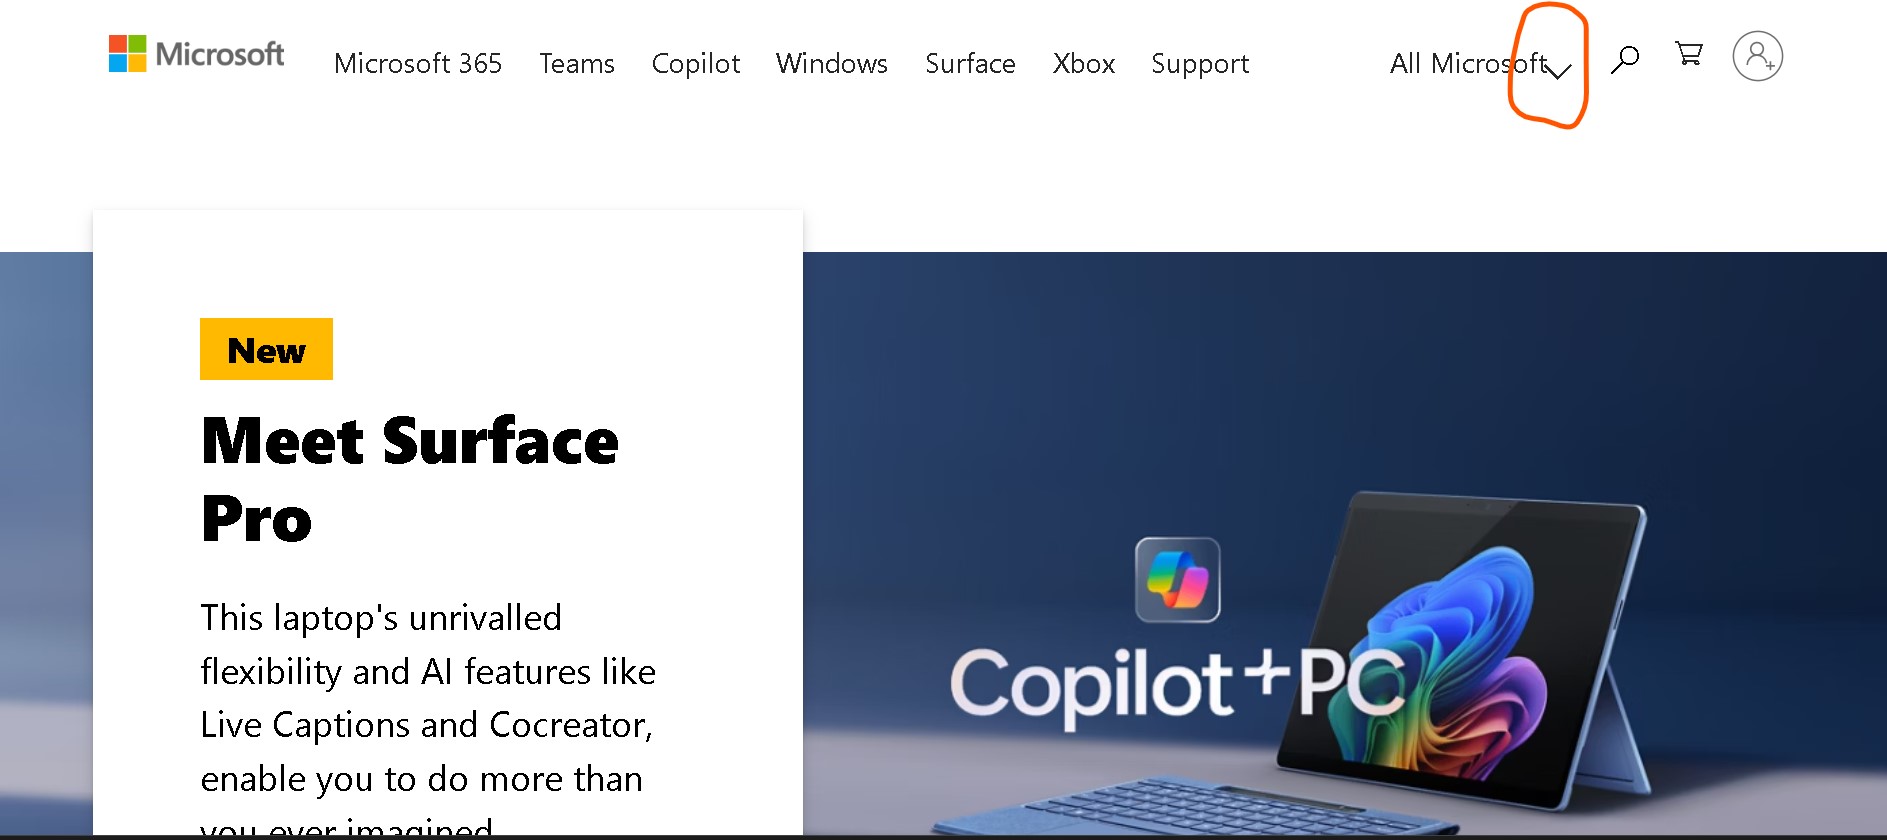 Microsoft
Microsoft 365 Teams Copilot Windows Surface Xbox Support
All Microsoft
New
Meet Surface
Pro
This laptop's unrivalled
flexibility and AI features like
Live Captions and Cocreator,
enable you to do more than
you ever imagined.
Copilot+PC